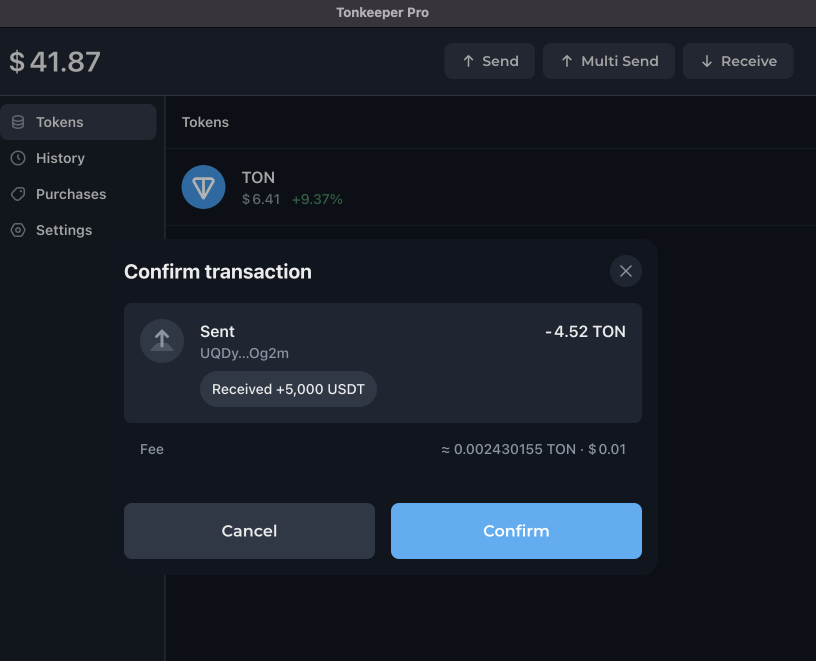 Tonkeeper Pro
$ 41.87
Send
Multi Send
Receive
Tokens
History
Purchases
Settings
Tokens
TON
$ 6.41 +9.37%
Confirm transaction
Sent
-4.52 TON
UQDy...Og2m
Received +5,000 USDT
Fee
≈ 0.002430155 TON · $ 0.01
Cancel
Confirm